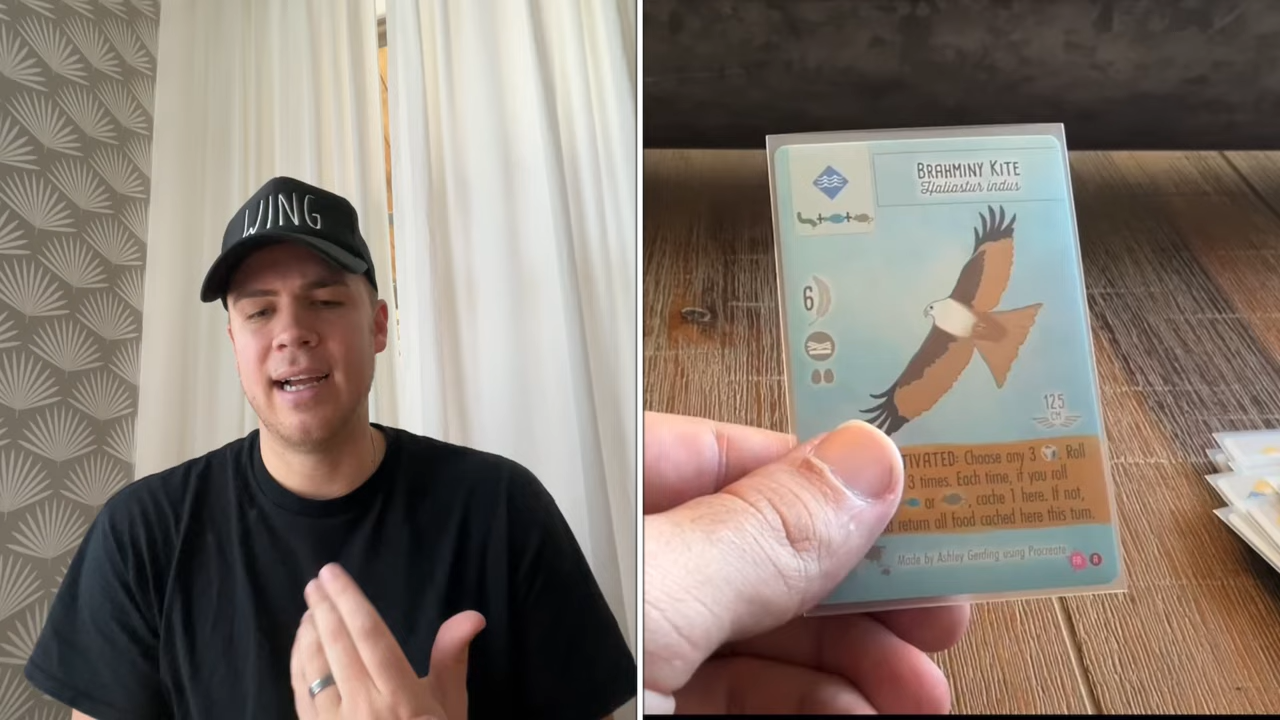 WING
BRAHMINY KITE
Haliastur indus
6
125
CM
TIVATED: Choose any 3 . Roll
3 times. Each time, if you roll
or , cache 1 here. If not,
return all food cached here this turn.
Made by Ashley Gerding using Procreate
FR A